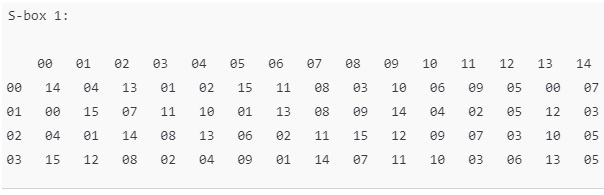 S-box 1:
00 01 02 03 04 05 06 07 08 09 10 11 12 13 14
00 14 04 13 01 02 15 11 08 03 10 06 09 05 00 07
01 00 15 07 11 10 01 13 08 09 14 04 02 05 12 03
02 04 01 14 08 13 06 02 11 15 12 09 07 03 10 05
03 15 12 08 02 04 09 01 14 07 11 10 03 06 13 05